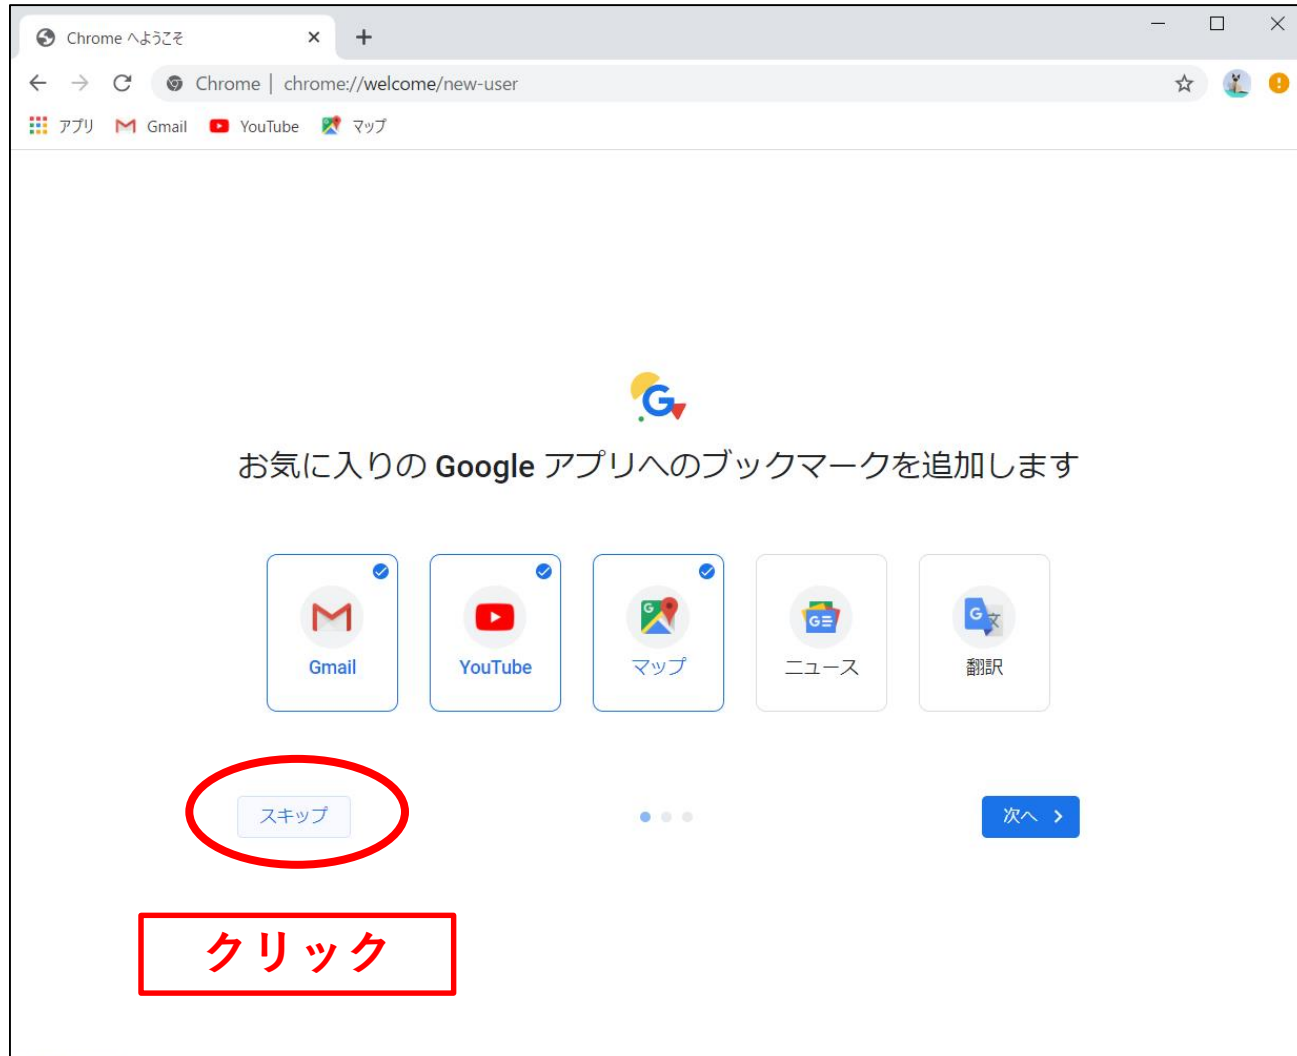 Chrome へようこそ
Chrome | chrome://welcome/new-user
アプリ Gmail YouTube マップ
お気に入りの Google アプリへのブックマークを追加します
Gmail YouTube マップ ニュース 翻訳
スキップ 次へ
クリック